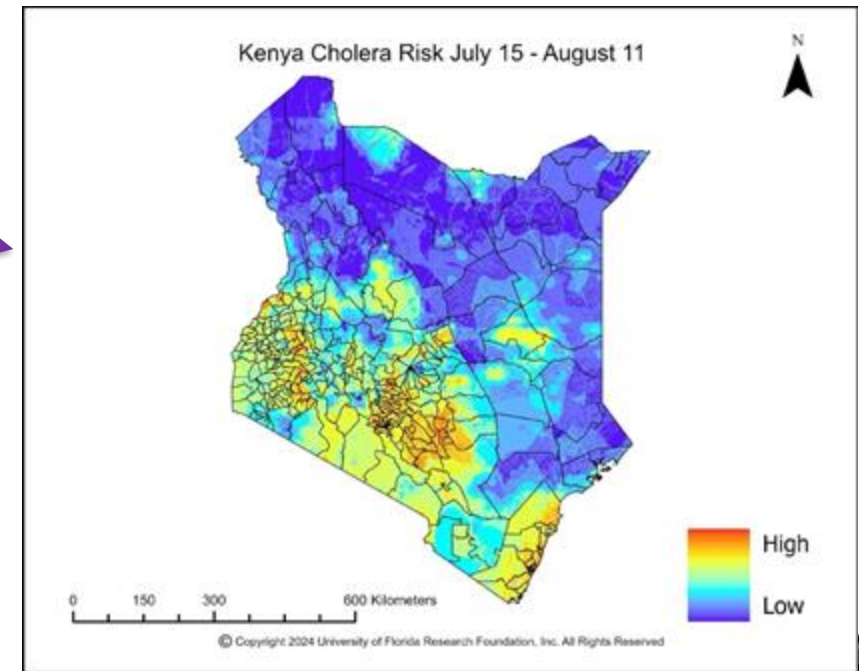 Kenya Cholera Risk July 15 - August 11
N
High
Low
0 150 300 600 Kilometers
© Copyright 2024 University of Florida Research Foundation, Inc. All Rights Reserved